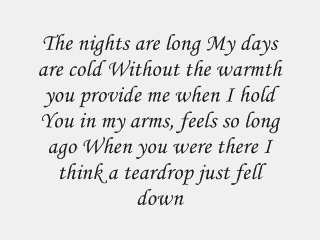 The nights are long My days
are cold Without the warmth
you provide me when I hold
You in my arms, feels so long
ago When you were there I
think a teardrop just fell
down